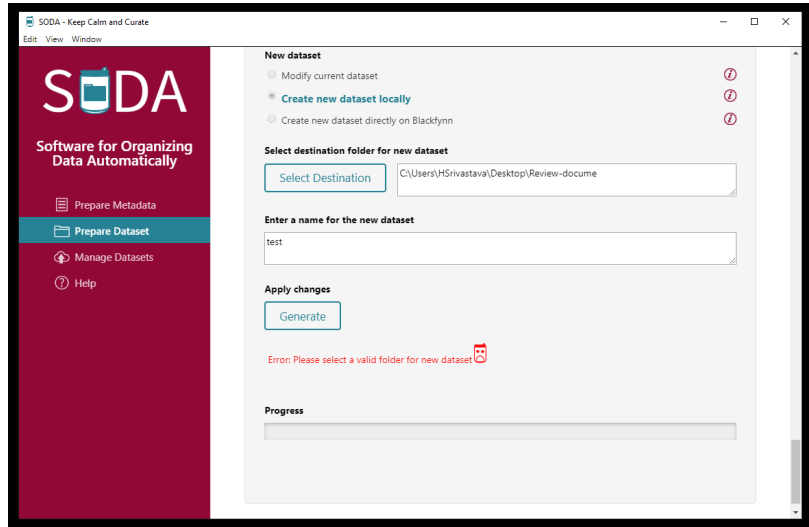 SODA - Keep Calm and Curate
Edit View Window
SODA
Software for Organizing
Data Automatically
Prepare Metadata
Prepare Dataset
Manage Datasets
Help
New dataset
Modify current dataset
Create new dataset locally
Create new dataset directly on Blackfynn
Select destination folder for new dataset
Select Destination
C:\Users\HSrivastava\Desktop\Review-docume
Enter a name for the new dataset
test
Apply changes
Generate
Error: Please select a valid folder for new dataset
Progress